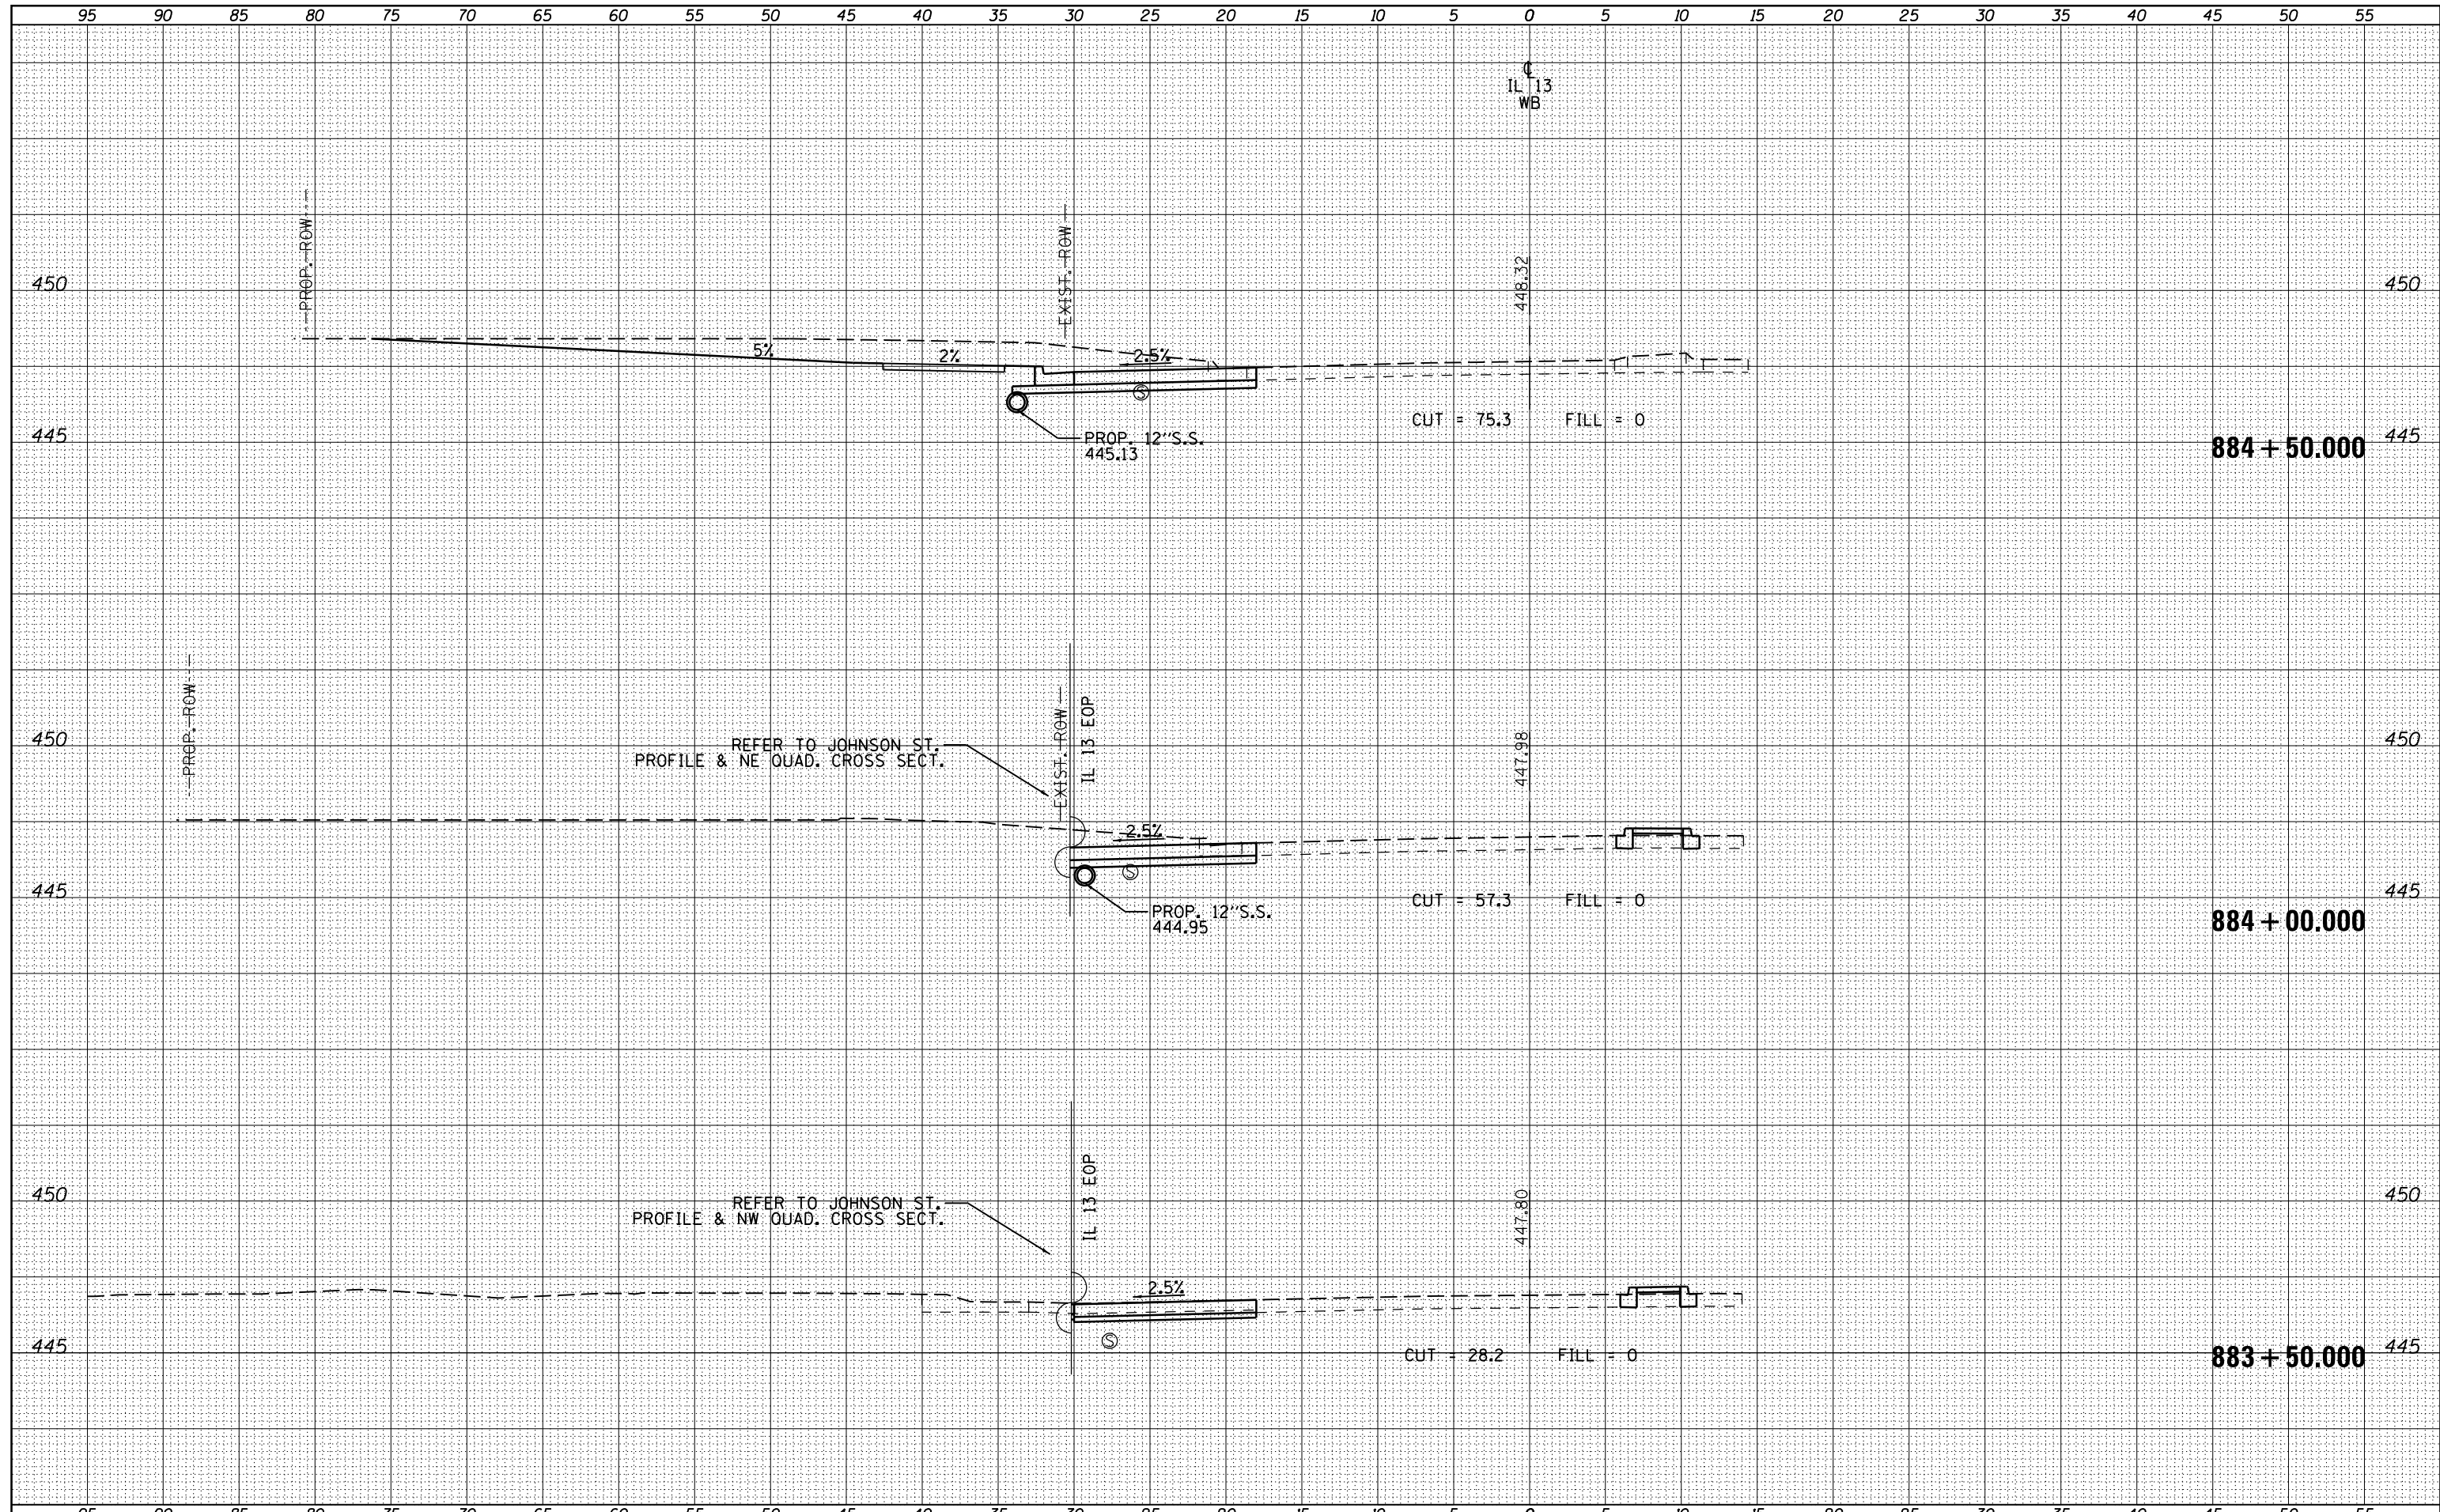 95 90 85 80 75 70 65 60 55 50 45 40 35 30 25 20 15 10 5 0 5 10 15 20 25 30 35 40 45 50 55
℄
IL 13
WB
PROP. ROW
EXIST. ROW
448.32
450 450
5% 2% 2.5%
S
CUT = 75.3 FILL = 0
PROP. 12"S.S.
445.13
445 445
884+50.000
PROP. ROW
EXIST. ROW
IL 13 EOP
447.98
450 450
REFER TO JOHNSON ST.
PROFILE & NE QUAD. CROSS SECT.
2.5%
S
445 445
CUT = 57.3 FILL = 0
PROP. 12"S.S.
444.95
884+00.000
IL 13 EOP
447.80
450 450
REFER TO JOHNSON ST.
PROFILE & NW QUAD. CROSS SECT.
2.5%
S
445 445
CUT = 28.2 FILL = 0
883+50.000
95 90 85 80 75 70 65 60 55 50 45 40 35 30 25 20 15 10 5 0 5 10 15 20 25 30 35 40 45 50 55